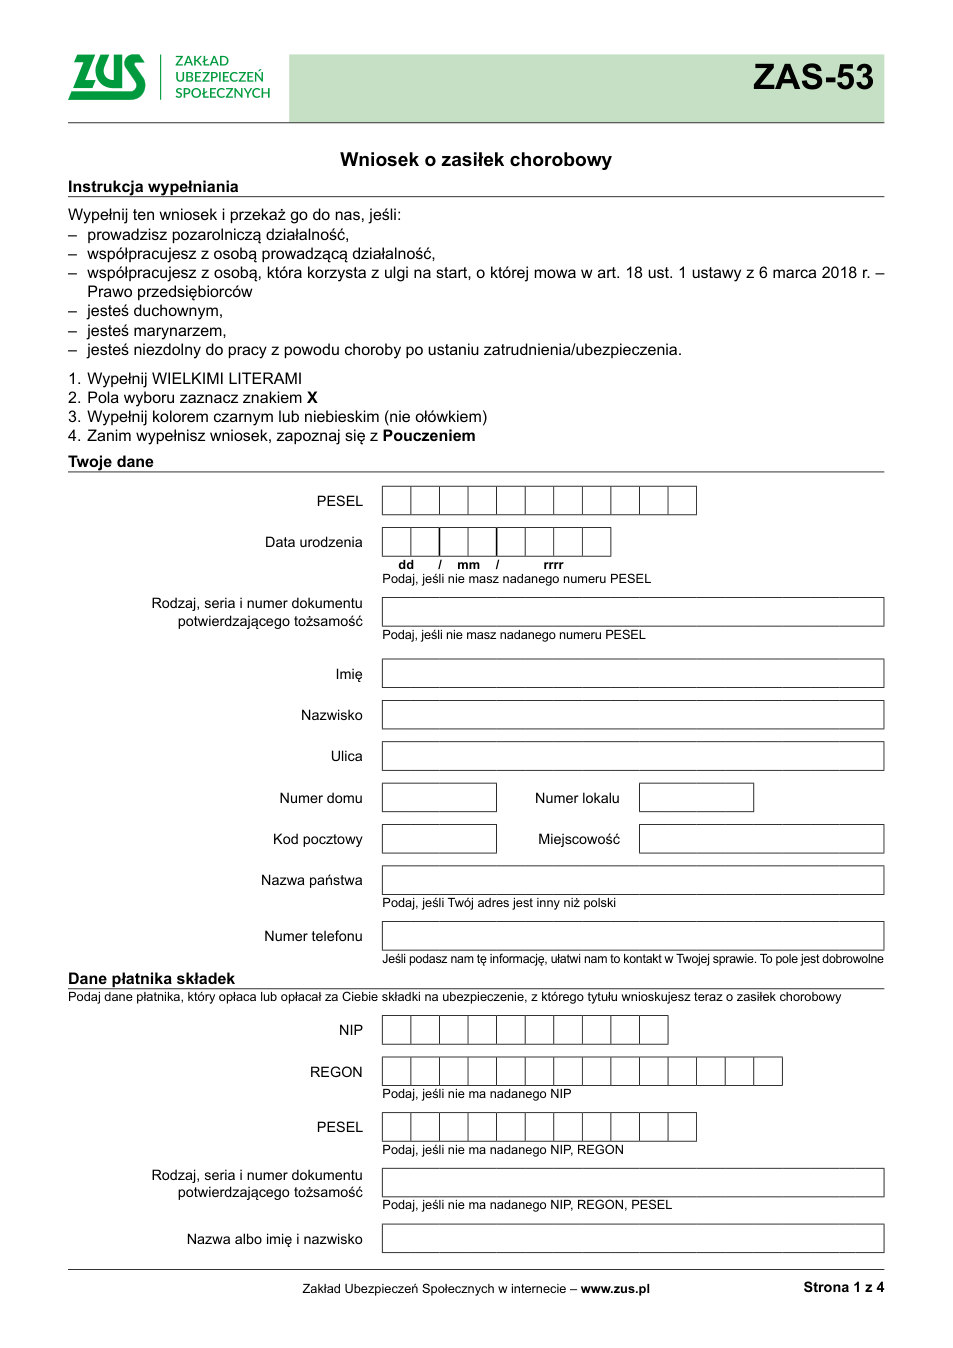 ZUS
ZAKŁAD
UBEZPIECZEŃ
SPOŁECZNYCH
ZAS-53
Wniosek o zasiłek chorobowy
Instrukcja wypełniania
Wypełnij ten wniosek i przekaż go do nas, jeśli:
– prowadzisz pozarolniczą działalność,
– współpracujesz z osobą prowadzącą działalność,
– współpracujesz z osobą, która korzysta z ulgi na start, o której mowa w art. 18 ust. 1 ustawy z 6 marca 2018 r. –
Prawo przedsiębiorców
– jesteś duchownym,
– jesteś marynarzem,
– jesteś niezdolny do pracy z powodu choroby po ustaniu zatrudnienia/ubezpieczenia.
1. Wypełnij WIELKIMI LITERAMI
2. Pola wyboru zaznacz znakiem X
3. Wypełnij kolorem czarnym lub niebieskim (nie ołówkiem)
4. Zanim wypełnisz wniosek, zapoznaj się z Pouczeniem
Twoje dane
PESEL
Data urodzenia
dd / mm / rrrr
Podaj, jeśli nie masz nadanego numeru PESEL
Rodzaj, seria i numer dokumentu
potwierdzającego tożsamość
Podaj, jeśli nie masz nadanego numeru PESEL
Imię
Nazwisko
Ulica
Numer domu Numer lokalu
Kod pocztowy Miejscowość
Nazwa państwa
Podaj, jeśli Twój adres jest inny niż polski
Numer telefonu
Jeśli podasz nam tę informację, ułatwi nam to kontakt w Twojej sprawie. To pole jest dobrowolne
Dane płatnika składek
Podaj dane płatnika, który opłaca lub opłacał za Ciebie składki na ubezpieczenie, z którego tytułu wnioskujesz teraz o zasiłek chorobowy
NIP
REGON
Podaj, jeśli nie ma nadanego NIP
PESEL
Podaj, jeśli nie ma nadanego NIP, REGON
Rodzaj, seria i numer dokumentu
potwierdzającego tożsamość
Podaj, jeśli nie ma nadanego NIP, REGON, PESEL
Nazwa albo imię i nazwisko
Zakład Ubezpieczeń Społecznych w internecie – www.zus.pl
Strona 1 z 4